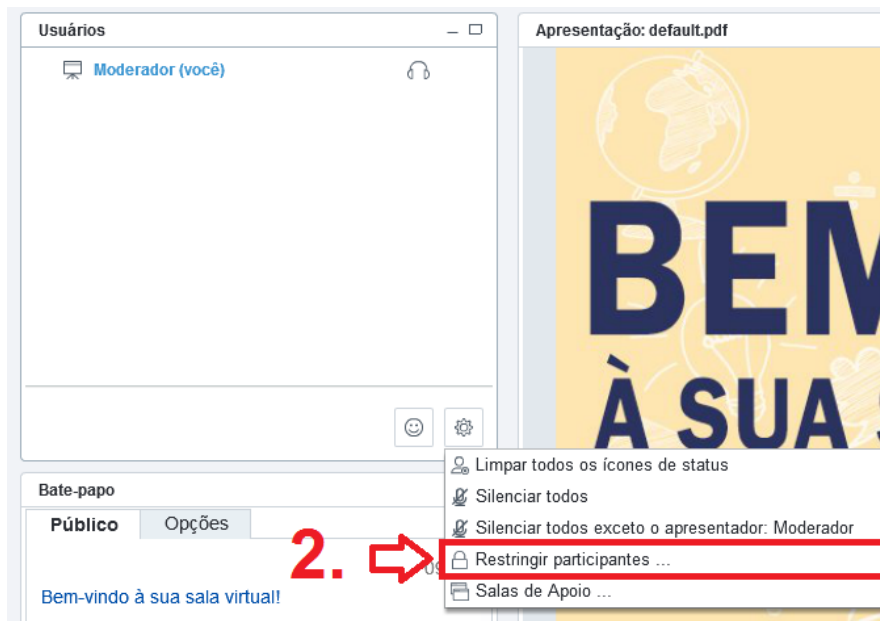 Usuários
Moderador (você)
Apresentação: default.pdf
BEM
À SUA S
Limpar todos os ícones de status
Silenciar todos
Silenciar todos exceto o apresentador: Moderador
Restringir participantes ...
Salas de Apoio ...
Bate-papo
Público Opções
2.
09
Bem-vindo à sua sala virtual!